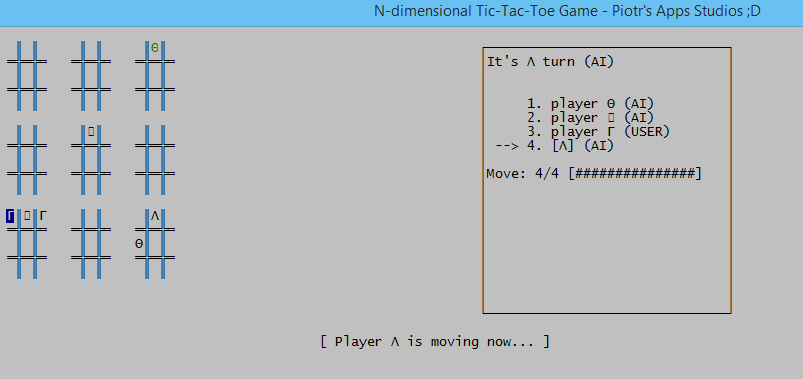 N-dimensional Tic-Tac-Toe Game - Piotr's Apps Studios ;D
Θ
It's Λ turn (AI)
1. player Θ (AI)
2. player ▯ (AI)
▯
3. player Γ (USER)
--> 4. [Λ] (AI)
Move: 4/4 [###############]
Γ ▯ Γ Λ
Θ
[ Player Λ is moving now... ]